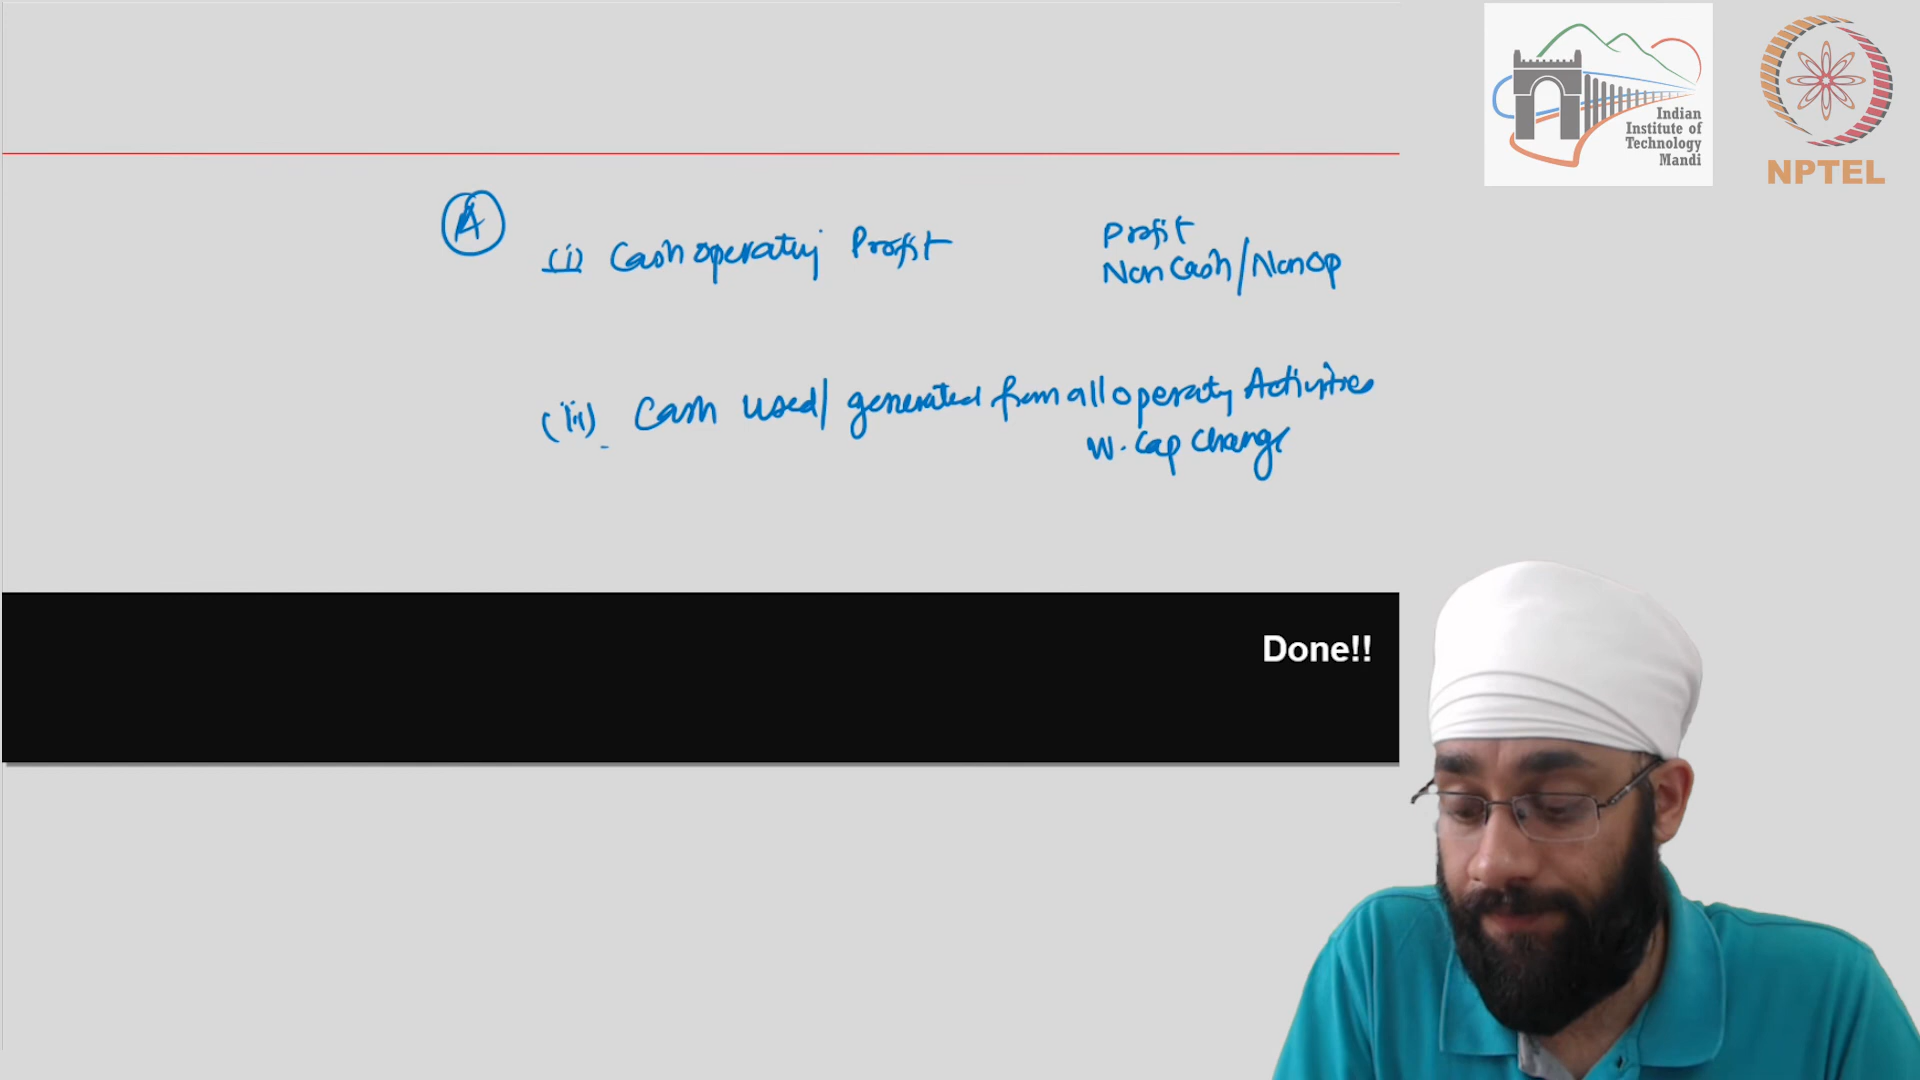 Indian
Institute of
Technology
Mandi
NPTEL
A
(i) Cash operating Profit
Profit
Non Cash/Non Op
(ii) Cash used/ generated from all operating Activities
W. Cap Change
Done!!